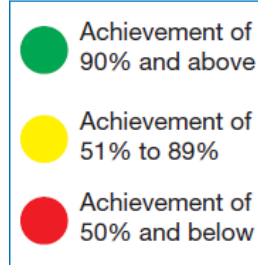 Achievement of
90% and above
Achievement of
51% to 89%
Achievement of
50% and below